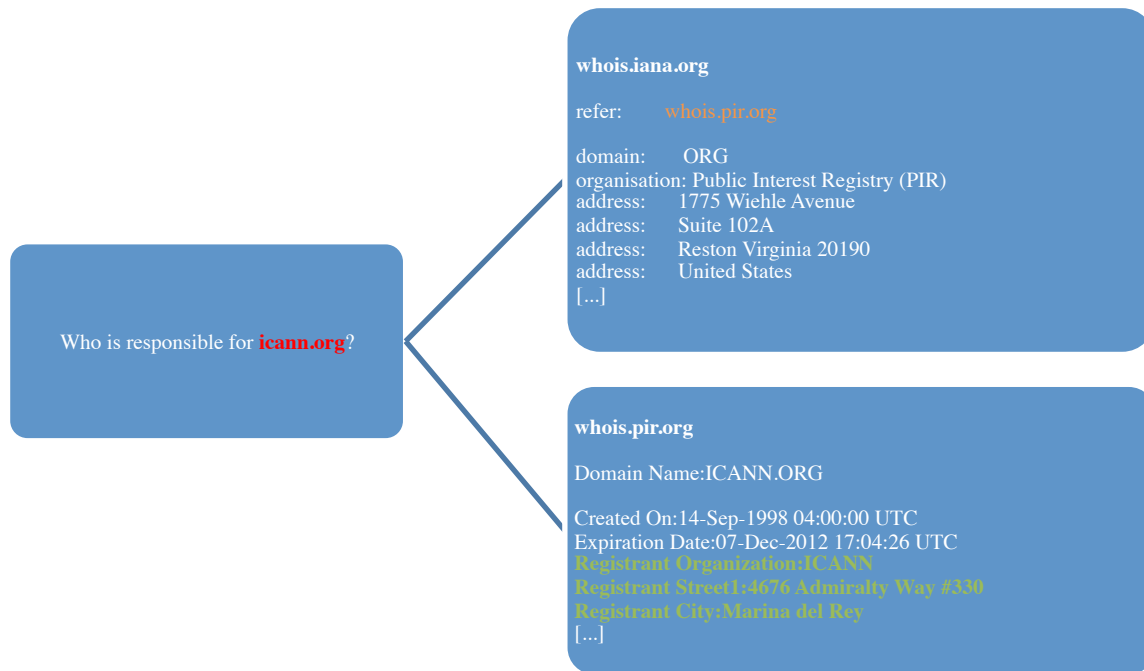 Who is responsible for icann.org?
whois.iana.org
refer: whois.pir.org
domain: ORG
organisation: Public Interest Registry (PIR)
address: 1775 Wiehle Avenue
address: Suite 102A
address: Reston Virginia 20190
address: United States
[...]
whois.pir.org
Domain Name:ICANN.ORG
Created On:14-Sep-1998 04:00:00 UTC
Expiration Date:07-Dec-2012 17:04:26 UTC
Registrant Organization:ICANN
Registrant Street1:4676 Admiralty Way #330
Registrant City:Marina del Rey
[...]